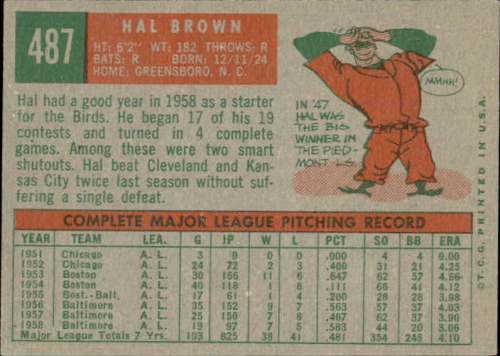 487
HAL BROWN
HT: 6'2" WT: 182 THROWS: R
BATS: R BORN: 12/11/24
HOME: GREENSBORO, N. C.
Hal had a good year in 1958 as a starter
for the Birds. He began 17 of his 19
contests and turned in 4 complete
games. Among these were two smart
shutouts. Hal beat Cleveland and Kan-
sas City twice last season without suf-
fering a single defeat.
MMHH!
IN '47
HAL WAS
THE BIG
WINNER IN
THE PIED-
MONT LG
COMPLETE MAJOR LEAGUE PITCHING RECORD
YEAR TEAM LEA. G IP W L PCT SO BB ERA
1951 Chicago A. L. 3 9 0 0 .000 4 4 9.00
1952 Chicago A. L. 24 72 2 3 .400 31 21 4.25
1953 Boston A. L. 30 166 11 6 .647 62 57 4.66
1954 Boston A. L. 40 118 1 8 .111 66 41 4.12
1955 Bost.-Balt. A. L. 17 61 1 4 .200 28 28 3.98
1956 Baltimore A. L. 35 152 9 7 .563 57 37 4.03
1957 Baltimore A. L. 25 150 7 8 .467 62 37 3.90
1958 Baltimore A. L. 19 97 7 5 .583 44 20 3.06
Major League Totals 7 Yrs. 193 825 38 41 .481 354 245 4.10
© T.C.G. PRINTED IN U.S.A.